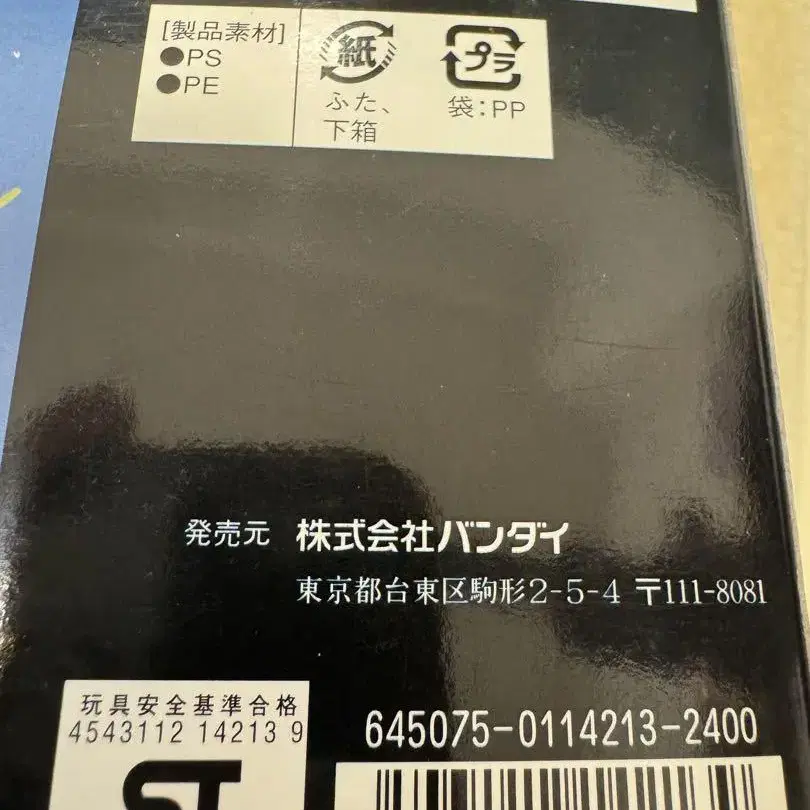 [製品素材]
●PS
●PE
紙
ふた、
下箱
プラ
袋:PP
発売元 株式会社バンダイ
東京都台東区駒形2-5-4 〒111-8081
玩具安全基準合格
4543112 14213 9
ST
645075-0114213-2400